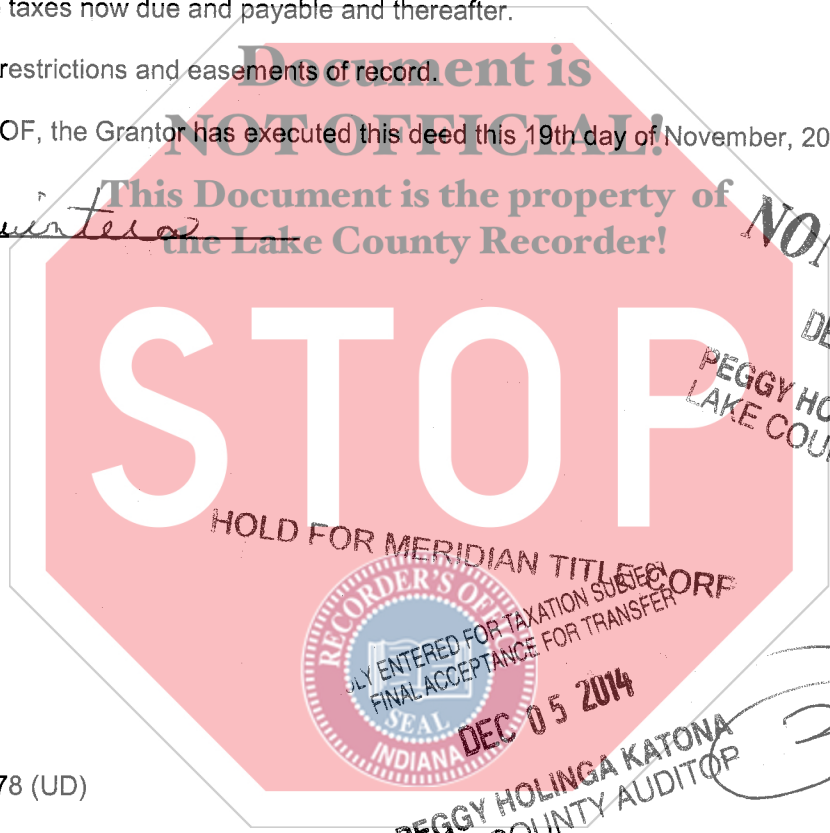 taxes now due and payable and thereafter.
Document is
restrictions and easements of record.
NOT OFFICIAL!
OF, the Grantor has executed this deed this 19th day of November, 20
This Document is the property of
the Lake County Recorder!
STOP
PEGGY HO
LAKE COU
HOLD FOR MERIDIAN TITLE CORP
RECORDER'S OFFIC
SEAL
INDIANA
LY ENTERED FOR TAXATION SUBJECT
FINAL ACCEPTANCE FOR TRANSFER
DEC 05 2014
PEGGY HOLINGA KATONA
COUNTY AUDITOR
78 (UD)